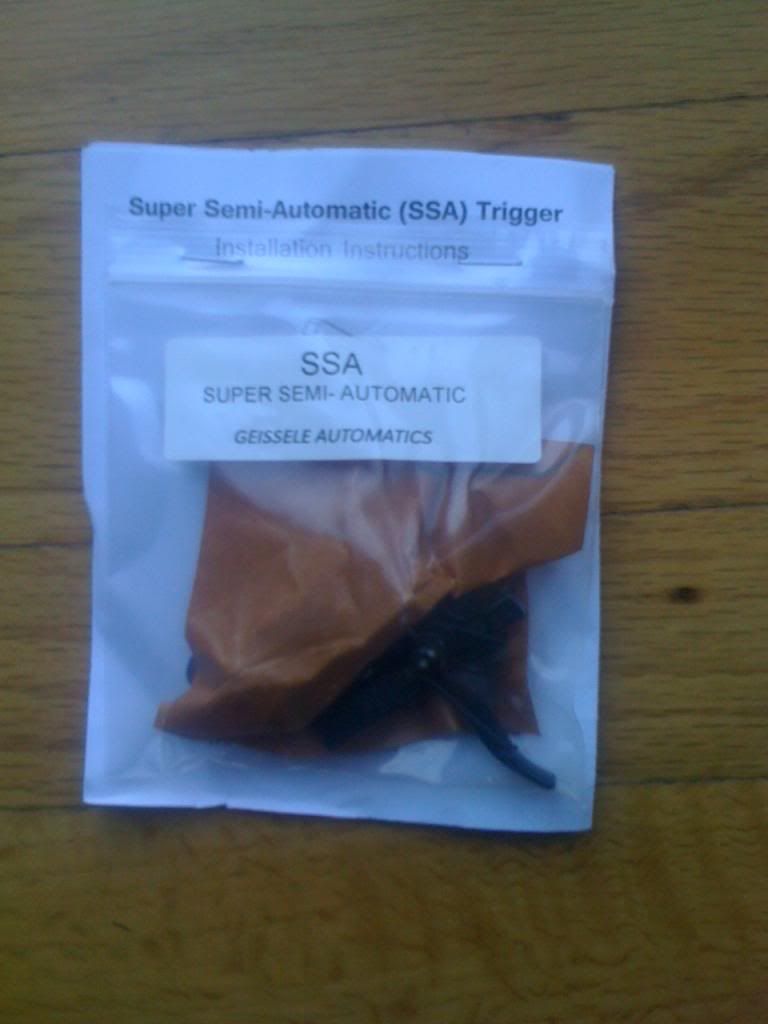 Super Semi-Automatic (SSA) Trigger
Installation Instructions
SSA
SUPER SEMI- AUTOMATIC
GEISSELE AUTOMATICS